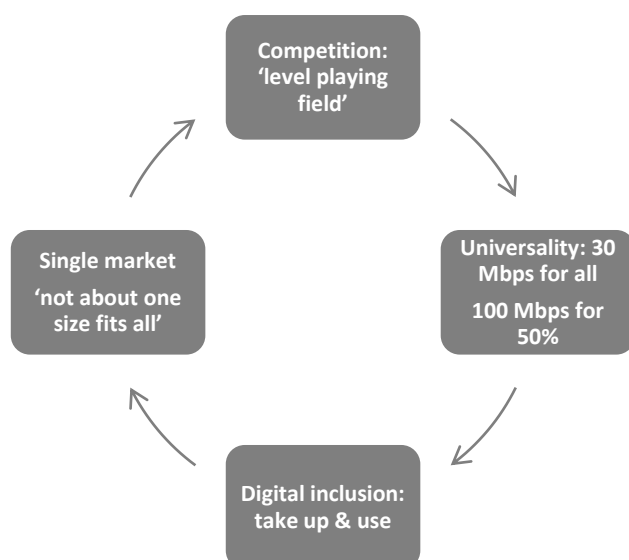 Competition:
‘level playing
field’
Universality: 30
Mbps for all
100 Mbps for
50%
Digital inclusion:
take up & use
Single market
‘not about one
size fits all’